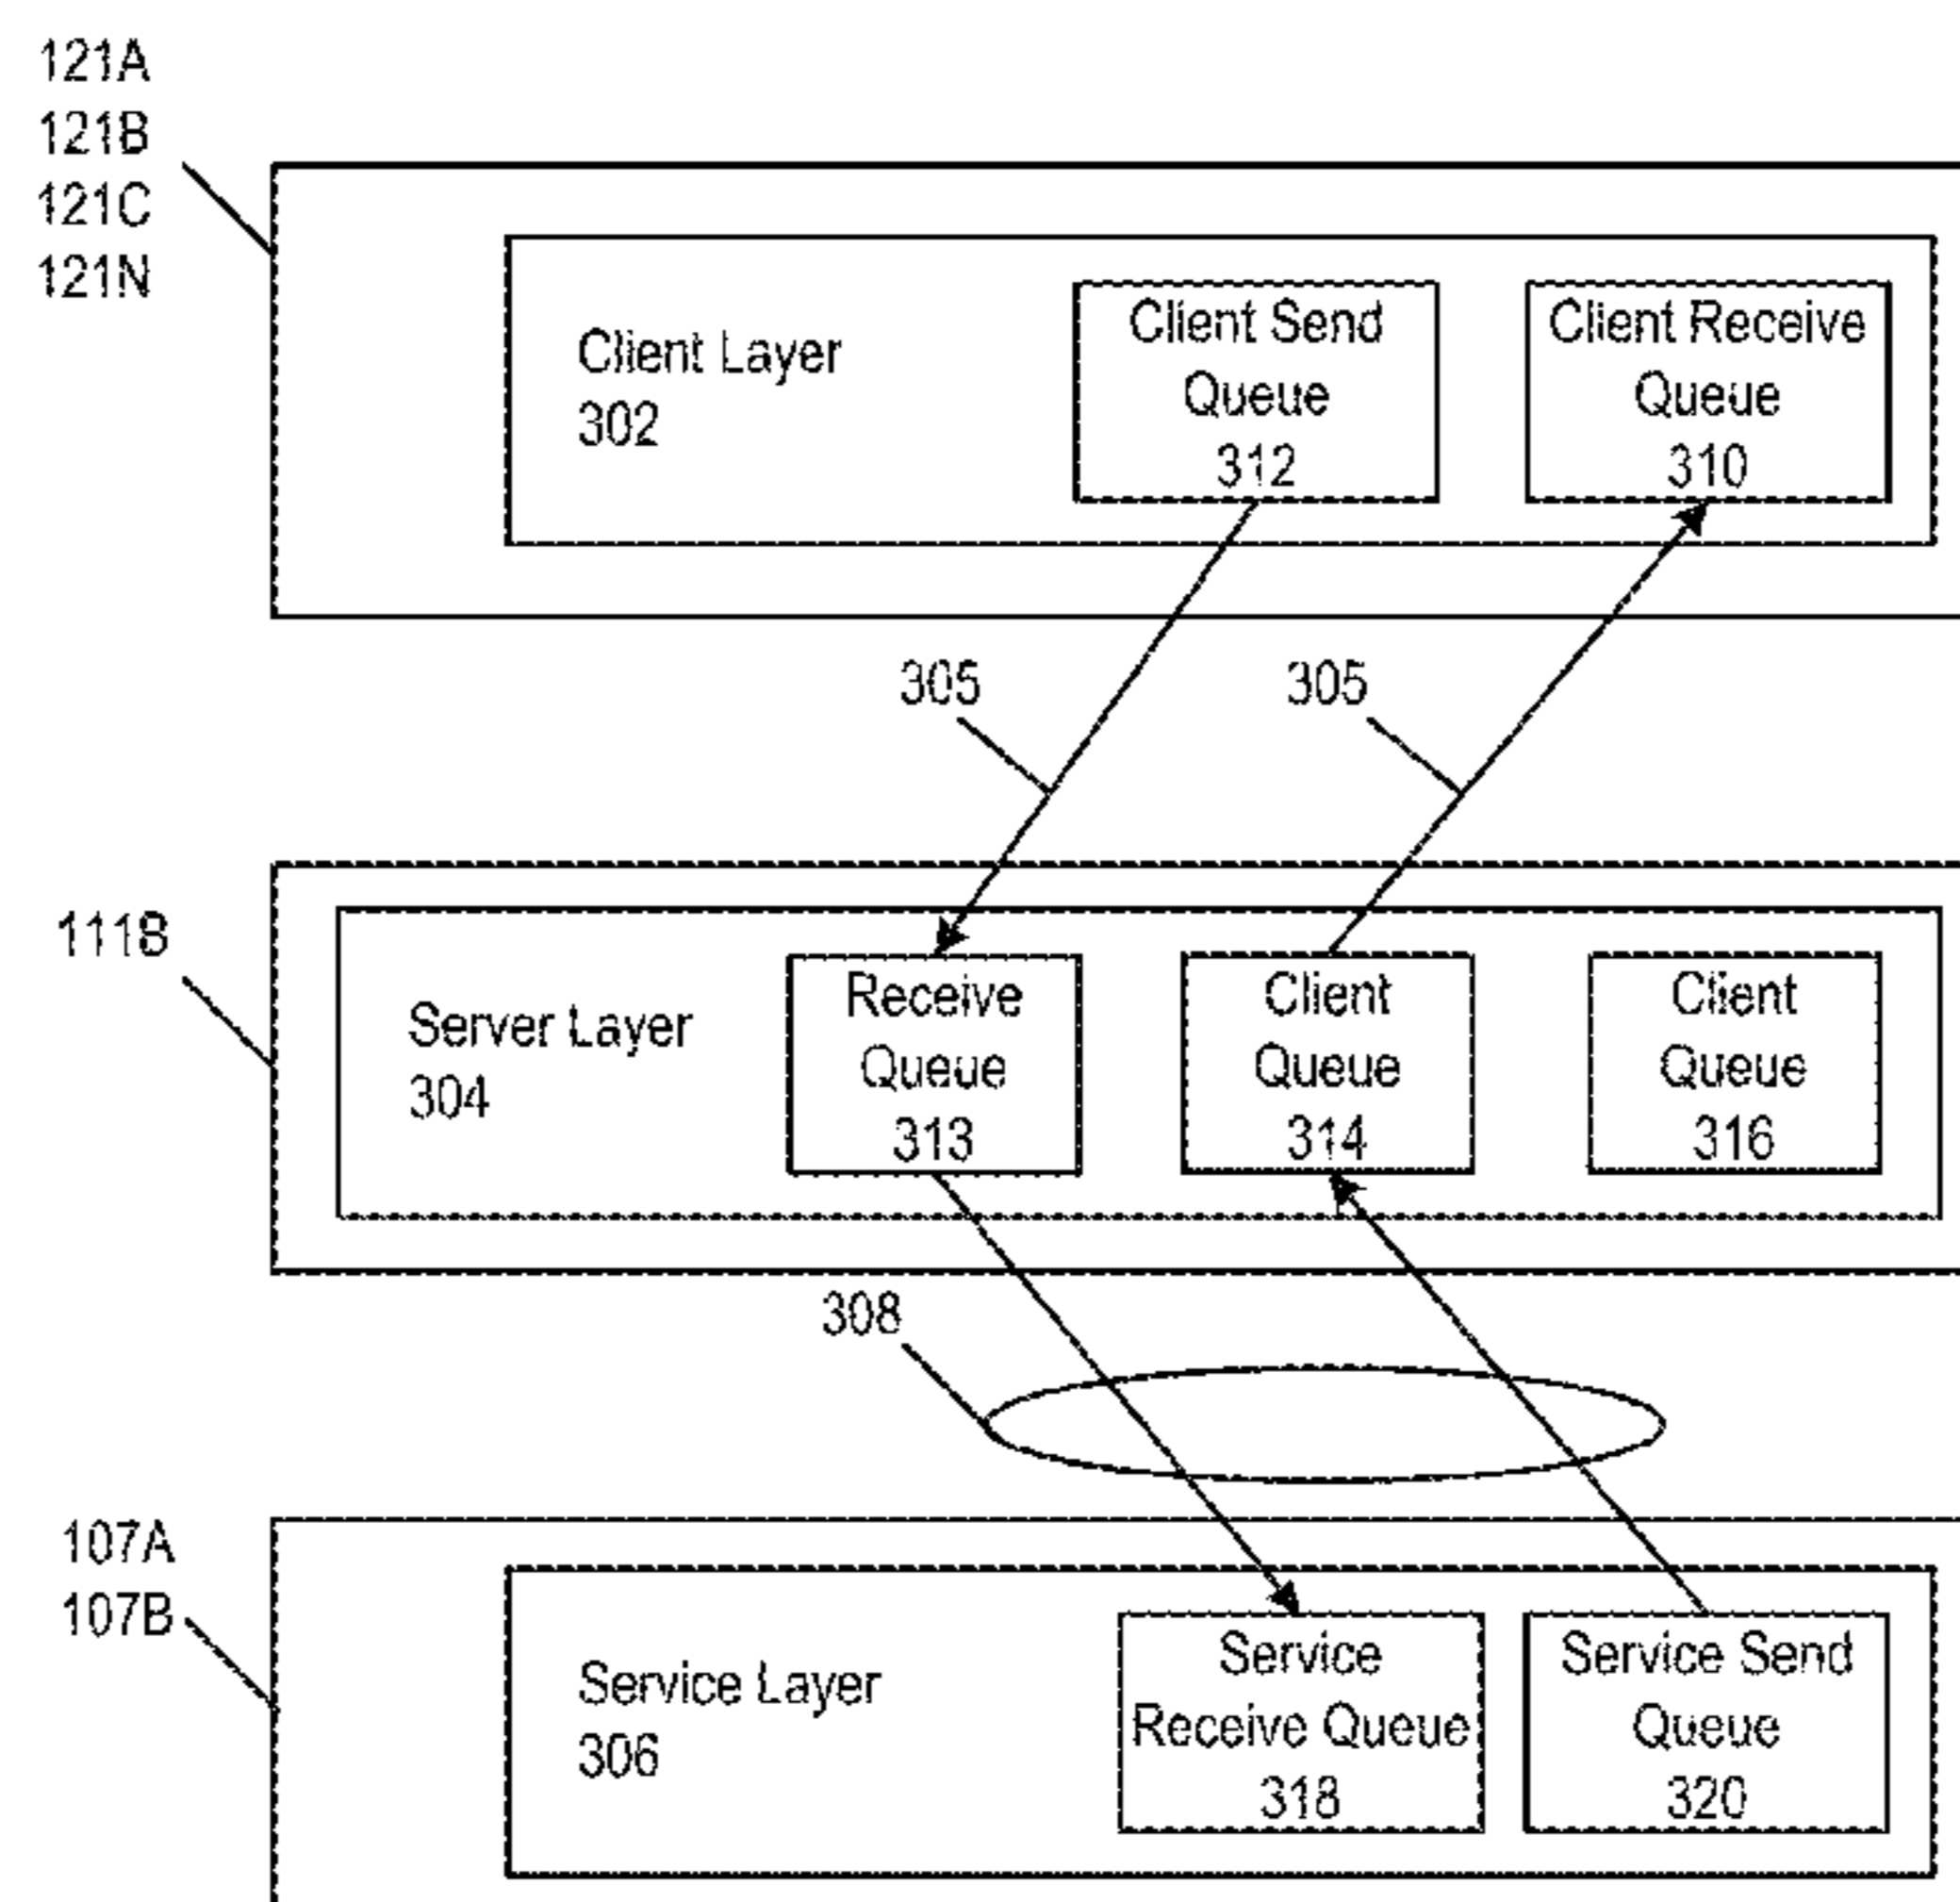 121A
121B
121C
121N
Client Layer
302
Client Send
Queue
312
Client Receive
Queue
310
305
305
111B
Server Layer
304
Receive
Queue
313
Client
Queue
314
Client
Queue
316
308
107A
107B
Service Layer
306
Service
Receive Queue
318
Service Send
Queue
320